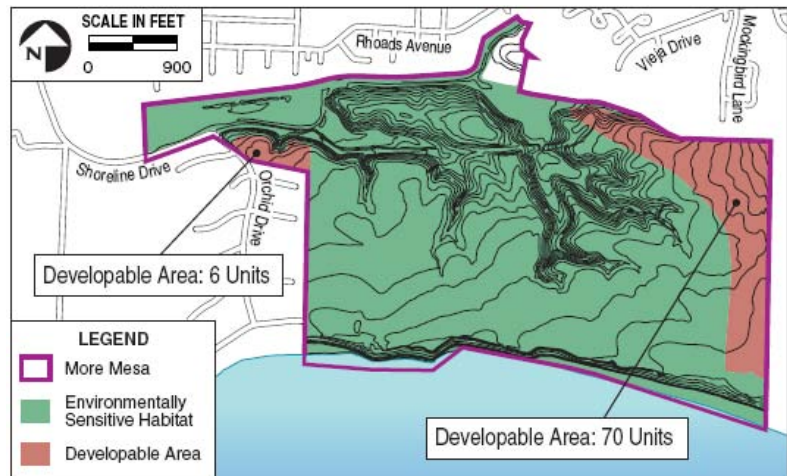 SCALE IN FEET
N
0 900
Rhoads Avenue
Vieja Drive
Mockingbird Lane
Shoreline Drive
Orchid Drive
Developable Area: 6 Units
LEGEND
More Mesa
Environmentally
Sensitive Habitat
Developable Area
Developable Area: 70 Units